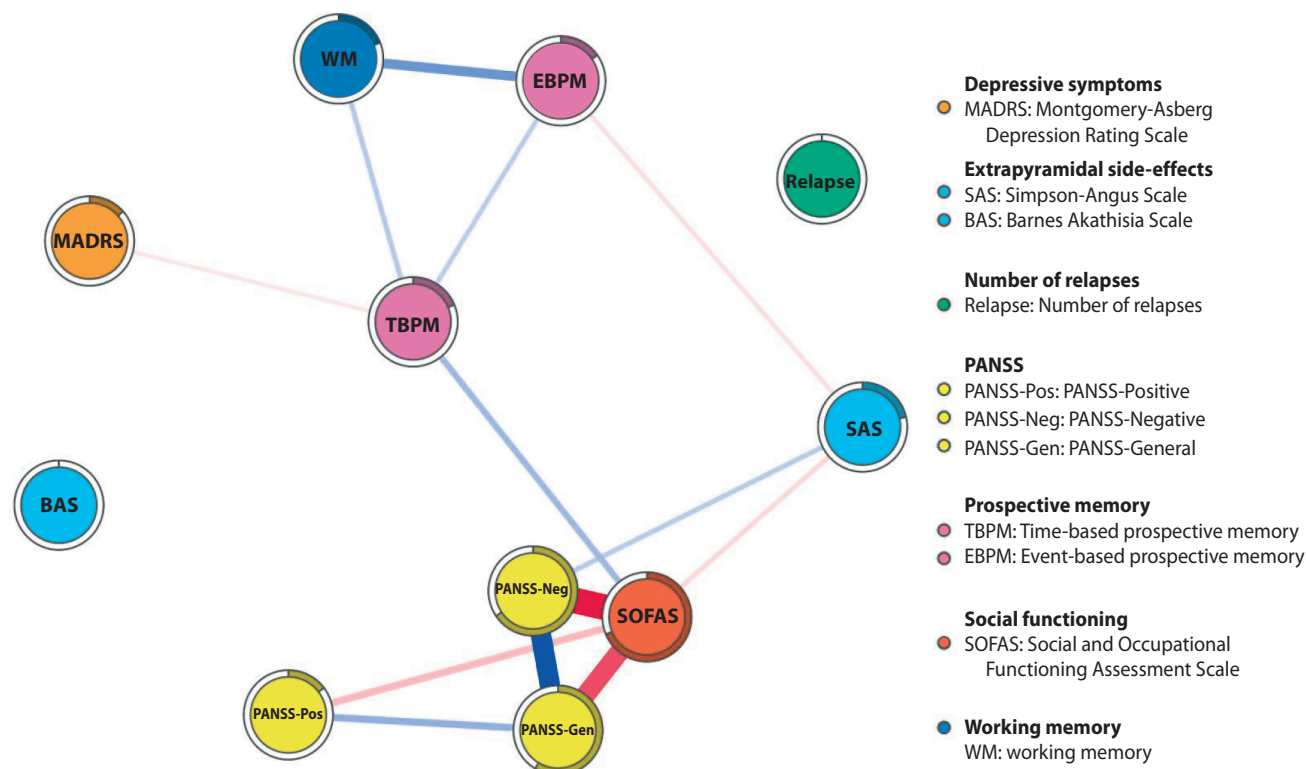 WM
EBPM
Relapse
MADRS
TBPM
SAS
BAS
PANSS-Neg
SOFAS
PANSS-Pos
PANSS-Gen
Depressive symptoms
MADRS: Montgomery-Asberg
Depression Rating Scale
Extrapyramidal side-effects
SAS: Simpson-Angus Scale
BAS: Barnes Akathisia Scale
Number of relapses
Relapse: Number of relapses
PANSS
PANSS-Pos: PANSS-Positive
PANSS-Neg: PANSS-Negative
PANSS-Gen: PANSS-General
Prospective memory
TBPM: Time-based prospective memory
EBPM: Event-based prospective memory
Social functioning
SOFAS: Social and Occupational
Functioning Assessment Scale
Working memory
WM: working memory